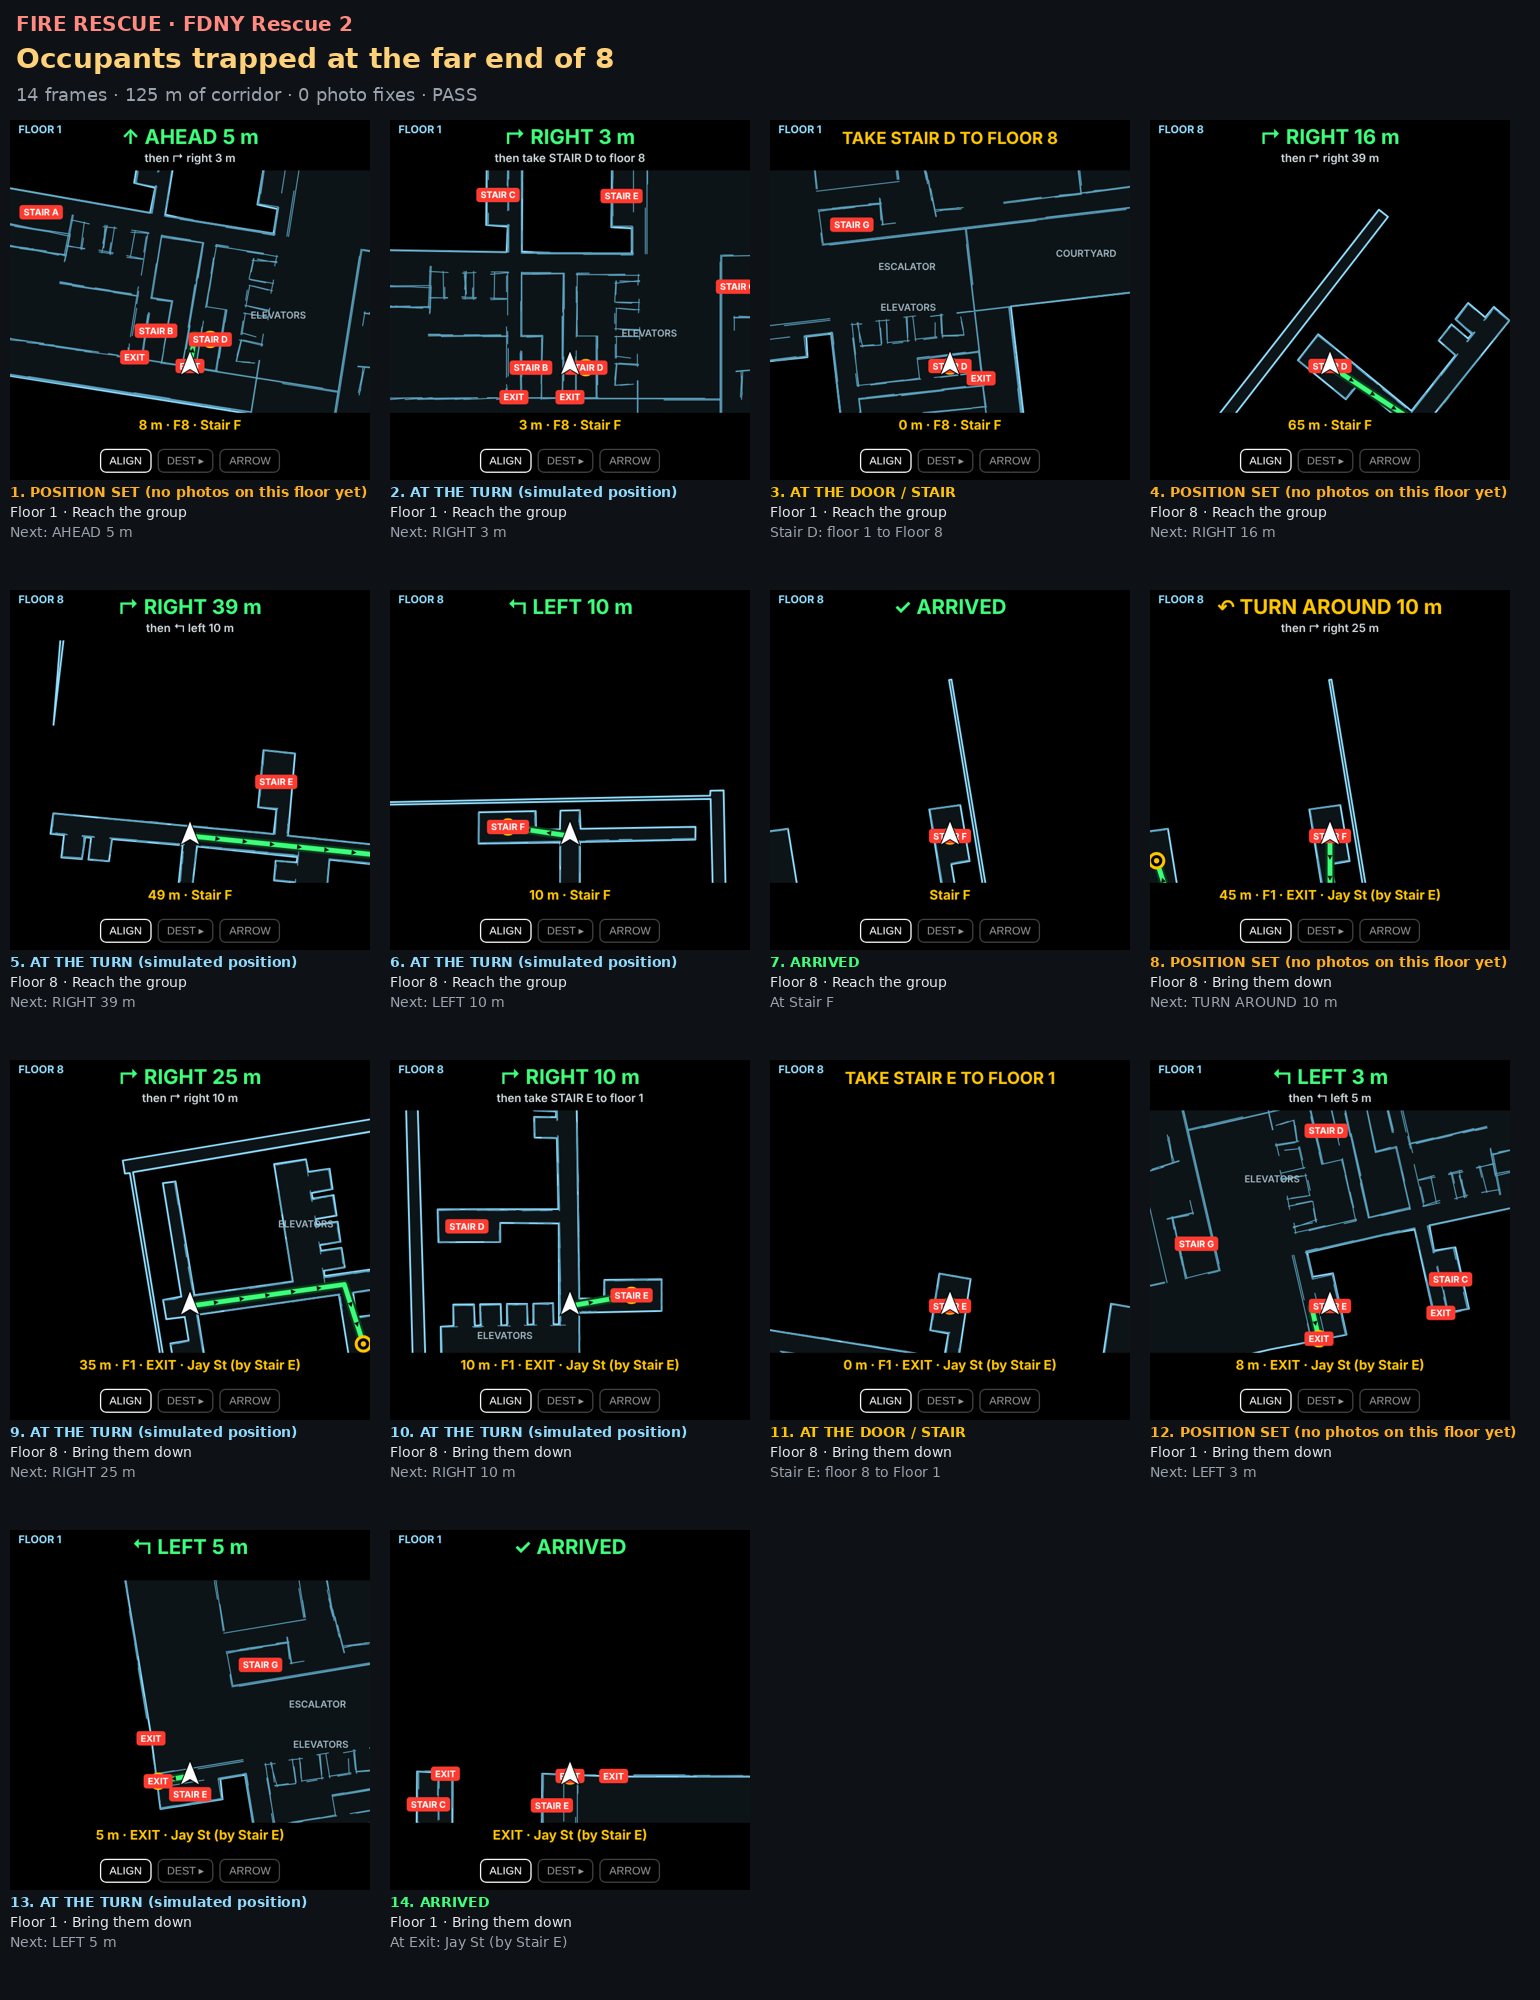 FIRE RESCUE · FDNY Rescue 2
Occupants trapped at the far end of 8
14 frames · 125 m of corridor · 0 photo fixes · PASS
FLOOR 1
↑ AHEAD 5 m
then ↱ right 3 m
STAIR A
ELEVATORS
STAIR B
STAIR D
EXIT
8 m · F8 · Stair F
ALIGN
DEST ▸
ARROW
1. POSITION SET (no photos on this floor yet)
Floor 1 · Reach the group
Next: AHEAD 5 m
FLOOR 1
↱ RIGHT 3 m
then take STAIR D to floor 8
STAIR C
STAIR E
STAIR
ELEVATORS
STAIR B
EXIT
EXIT
3 m · F8 · Stair F
ALIGN
DEST ▸
ARROW
2. AT THE TURN (simulated position)
Floor 1 · Reach the group
Next: RIGHT 3 m
FLOOR 1
TAKE STAIR D TO FLOOR 8
STAIR G
COURTYARD
ESCALATOR
ELEVATORS
EXIT
0 m · F8 · Stair F
ALIGN
DEST ▸
ARROW
3. AT THE DOOR / STAIR
Floor 1 · Reach the group
Stair D: floor 1 to Floor 8
FLOOR 8
↱ RIGHT 16 m
then ↱ right 39 m
65 m · Stair F
ALIGN
DEST ▸
ARROW
4. POSITION SET (no photos on this floor yet)
Floor 8 · Reach the group
Next: RIGHT 16 m
FLOOR 8
↱ RIGHT 39 m
then ↰ left 10 m
STAIR E
49 m · Stair F
ALIGN
DEST ▸
ARROW
5. AT THE TURN (simulated position)
Floor 8 · Reach the group
Next: RIGHT 39 m
FLOOR 8
↰ LEFT 10 m
STAIR F
10 m · Stair F
ALIGN
DEST ▸
ARROW
6. AT THE TURN (simulated position)
Floor 8 · Reach the group
Next: LEFT 10 m
FLOOR 8
✓ ARRIVED
Stair F
ALIGN
DEST ▸
ARROW
7. ARRIVED
Floor 8 · Reach the group
At Stair F
FLOOR 8
↶ TURN AROUND 10 m
then ↱ right 25 m
45 m · F1 · EXIT · Jay St (by Stair E)
ALIGN
DEST ▸
ARROW
8. POSITION SET (no photos on this floor yet)
Floor 8 · Bring them down
Next: TURN AROUND 10 m
FLOOR 8
↱ RIGHT 25 m
then ↱ right 10 m
ELEVATORS
35 m · F1 · EXIT · Jay St (by Stair E)
ALIGN
DEST ▸
ARROW
9. AT THE TURN (simulated position)
Floor 8 · Bring them down
Next: RIGHT 25 m
FLOOR 8
↱ RIGHT 10 m
then take STAIR E to floor 1
STAIR D
STAIR E
ELEVATORS
10 m · F1 · EXIT · Jay St (by Stair E)
ALIGN
DEST ▸
ARROW
10. AT THE TURN (simulated position)
Floor 8 · Bring them down
Next: RIGHT 10 m
FLOOR 8
TAKE STAIR E TO FLOOR 1
0 m · F1 · EXIT · Jay St (by Stair E)
ALIGN
DEST ▸
ARROW
11. AT THE DOOR / STAIR
Floor 8 · Bring them down
Stair E: floor 8 to Floor 1
FLOOR 1
↰ LEFT 3 m
then ↰ left 5 m
STAIR D
ELEVATORS
STAIR G
STAIR C
EXIT
EXIT
8 m · EXIT · Jay St (by Stair E)
ALIGN
DEST ▸
ARROW
12. POSITION SET (no photos on this floor yet)
Floor 1 · Bring them down
Next: LEFT 3 m
FLOOR 1
↰ LEFT 5 m
STAIR G
ESCALATOR
EXIT
ELEVATORS
EXIT
STAIR E
5 m · EXIT · Jay St (by Stair E)
ALIGN
DEST ▸
ARROW
13. AT THE TURN (simulated position)
Floor 1 · Bring them down
Next: LEFT 5 m
FLOOR 1
✓ ARRIVED
EXIT
EXIT
STAIR C
STAIR E
EXIT · Jay St (by Stair E)
ALIGN
DEST ▸
ARROW
14. ARRIVED
Floor 1 · Bring them down
At Exit: Jay St (by Stair E)